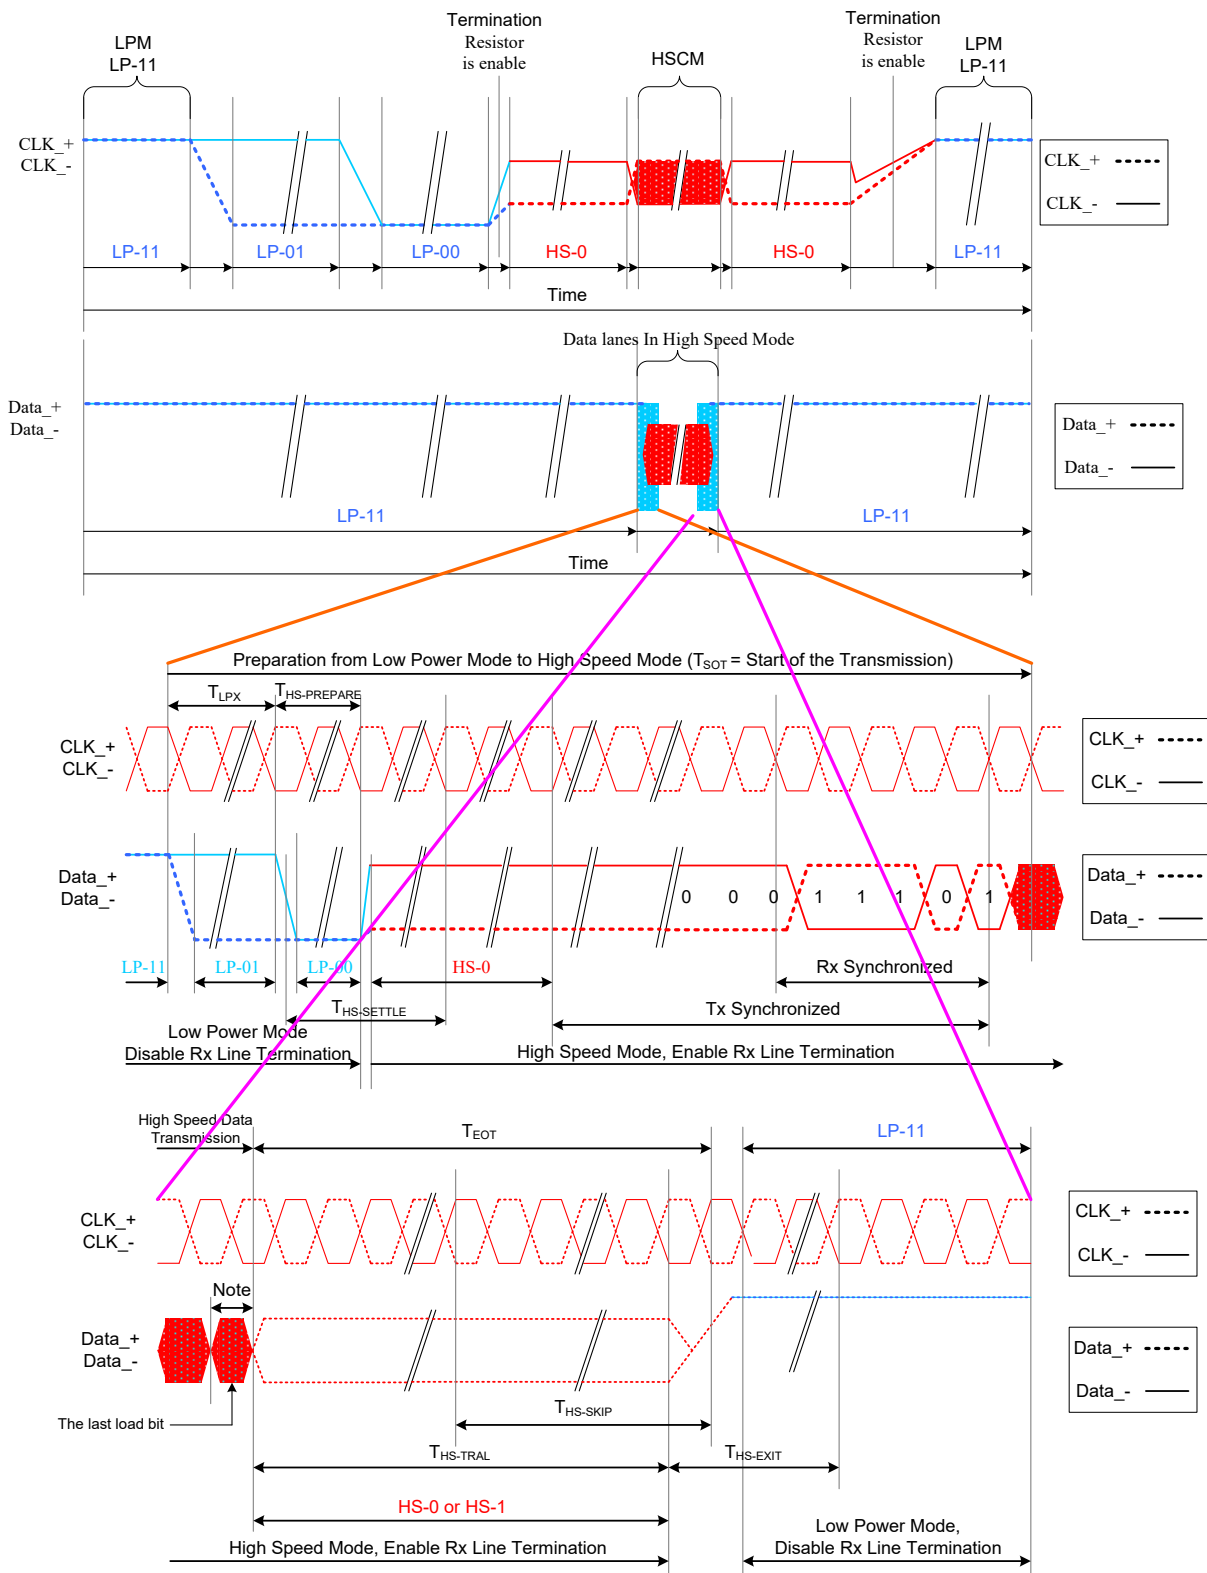 Termination
Resistor
is enable
Termination
Resistor
is enable
LPM
LP-11
HSCM
LPM
LP-11
CLK_+
CLK_-
CLK_+
CLK_-
LP-11
LP-01
LP-00
HS-0
HS-0
LP-11
Time
Data lanes In High Speed Mode
Data_+
Data_-
Data_+
Data_-
LP-11
LP-11
Time
Preparation from Low Power Mode to High Speed Mode (TSOT = Start of the Transmission)
TLPX
THS-PREPARE
CLK_+
CLK_-
CLK_+
CLK_-
Data_+
Data_-
0 0 0 1 1 1 0 1
Data_+
Data_-
LP-11
LP-01
LP-00
HS-0
Rx Synchronized
THS-SETTLE
Tx Synchronized
Low Power Mode
Disable Rx Line Termination
High Speed Mode, Enable Rx Line Termination
High Speed Data
Transmission
TEOT
LP-11
CLK_+
CLK_-
CLK_+
CLK_-
Note
Data_+
Data_-
Data_+
Data_-
The last load bit
THS-SKIP
THS-TRAL
THS-EXIT
HS-0 or HS-1
High Speed Mode, Enable Rx Line Termination
Low Power Mode,
Disable Rx Line Termination